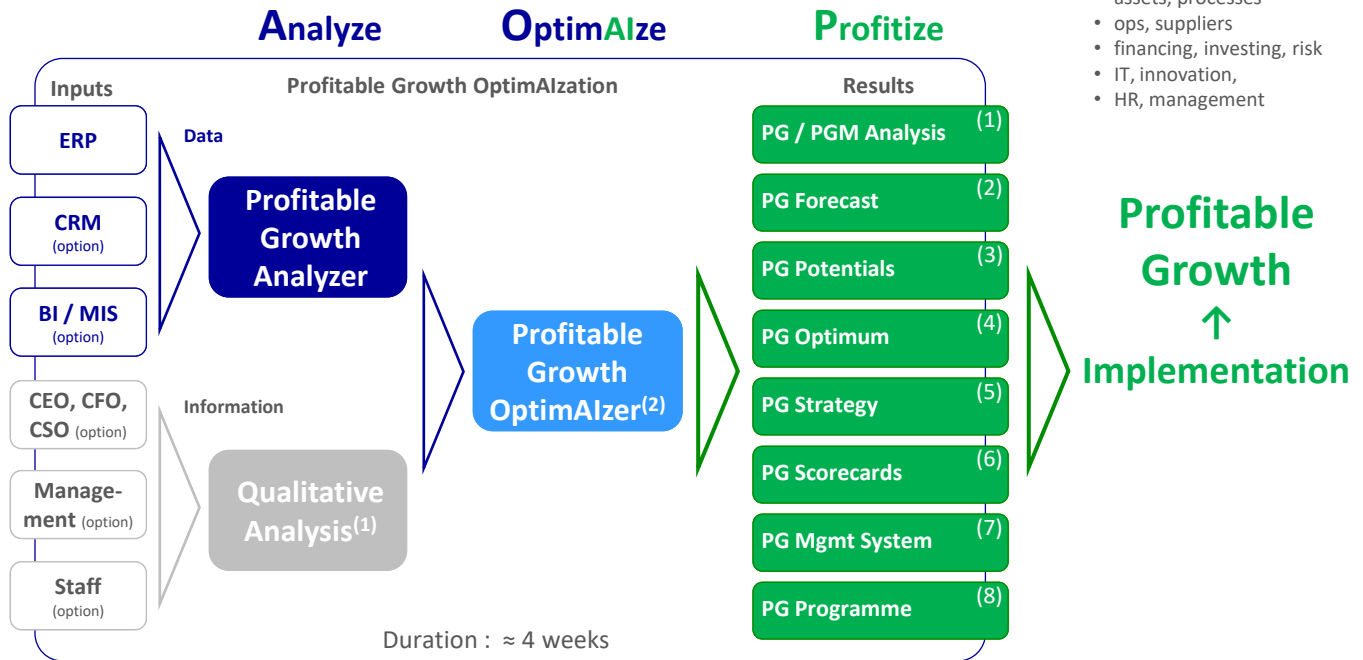 Analyze
OptimAIze
Profitize
assets, processes
• ops, suppliers
• financing, investing, risk
• IT, innovation,
• HR, management
Inputs
Profitable Growth OptimAIzation
Results
ERP
CRM
(option)
BI / MIS
(option)
CEO, CFO,
CSO (option)
Manage-
ment (option)
Staff
(option)
Data
Information
Profitable
Growth
Analyzer
Qualitative
Analysis(1)
Profitable
Growth
OptimAIzer(2)
PG / PGM Analysis (1)
PG Forecast (2)
PG Potentials (3)
PG Optimum (4)
PG Strategy (5)
PG Scorecards (6)
PG Mgmt System (7)
PG Programme (8)
Profitable
Growth
↑
Implementation
Duration : ≈ 4 weeks